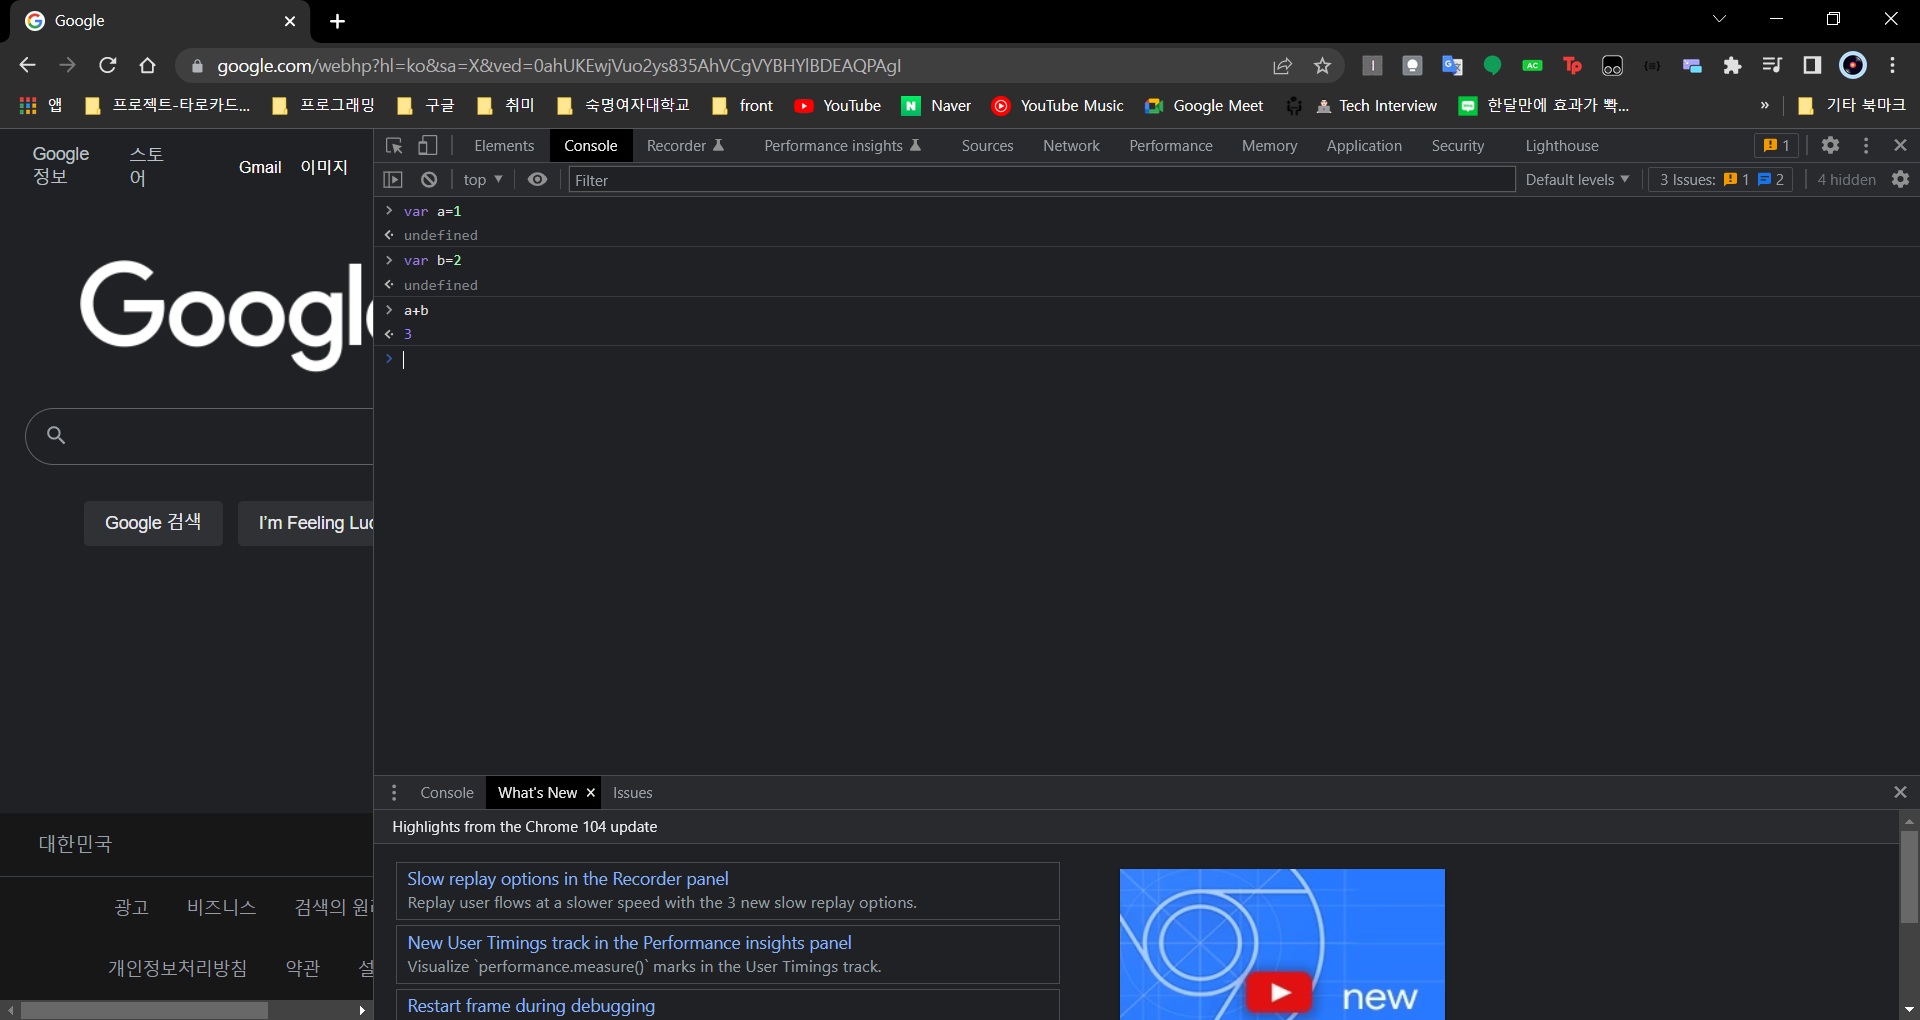 Google
google.com/webhp?hl=ko&sa=X&ved=0ahUKEwjVuo2ys835AhVCgVYBHYlBDEAQPAgI
앱 프로젝트-타로카드... 프로그래밍 구글 취미 숙명여자대학교 front YouTube Naver YouTube Music Google Meet Tech Interview 한달만에 효과가 빡... » 기타 북마크
Google 정보 스토어 Gmail 이미지
Elements Console Recorder Performance insights Sources Network Performance Memory Application Security Lighthouse 1
top Filter Default levels 3 Issues: 1 2 4 hidden
var a=1
undefined
var b=2
undefined
a+b
3
Google 검색 I'm Feeling Luc
대한민국
광고 비즈니스 검색의 원
개인정보처리방침 약관 설
Console What's New Issues
Highlights from the Chrome 104 update
Slow replay options in the Recorder panel
Replay user flows at a slower speed with the 3 new slow replay options.
New User Timings track in the Performance insights panel
Visualize `performance.measure()` marks in the User Timings track.
Restart frame during debugging
new